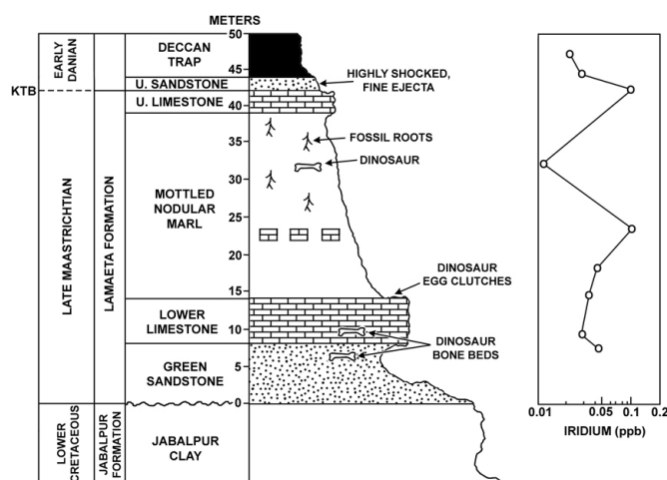 METERS
EARLY
DANIAN
KTB
LATE MAASTRICHTIAN
LOWER
CRETACEOUS
LAMAETA FORMATION
JABALPUR
FORMATION
DECCAN
TRAP
U. SANDSTONE
U. LIMESTONE
MOTTLED
NODULAR
MARL
LOWER
LIMESTONE
GREEN
SANDSTONE
JABALPUR
CLAY
50
45
40
35
30
25
20
15
10
5
0
HIGHLY SHOCKED,
FINE EJECTA
FOSSIL ROOTS
DINOSAUR
DINOSAUR
EGG CLUTCHES
DINOSAUR
BONE BEDS
0.01
0.05
0.1
0.2
IRIDIUM (ppb)